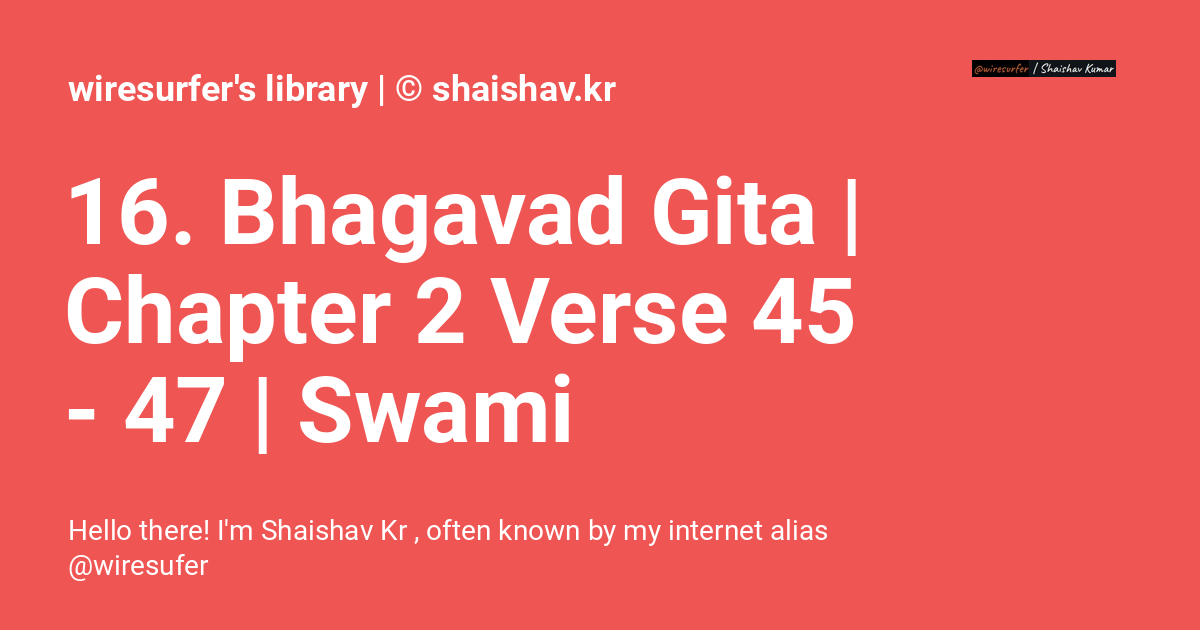 wiresurfer's library | © shaishav.kr
@wiresurfer | Shaishav Kumar
16. Bhagavad Gita |
Chapter 2 Verse 45
- 47 | Swami
Hello there! I'm Shaishav Kr , often known by my internet alias
@wiresufer